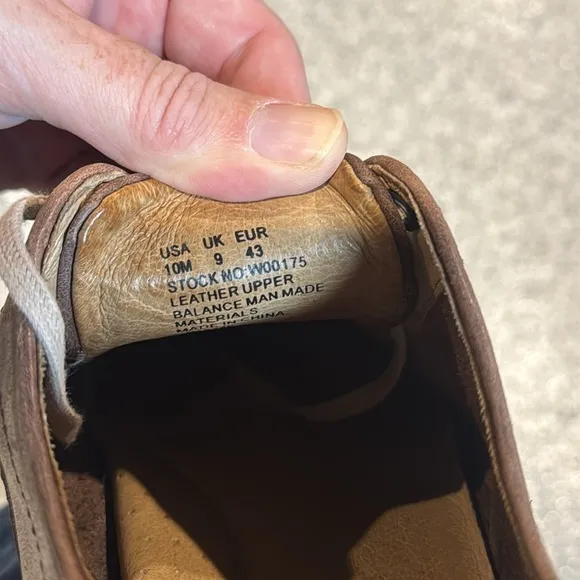 USA UK EUR
10M 9 43
STOCK NO:W00175
LEATHER UPPER
BALANCE MAN MADE
MATERIALS
MADE IN CHINA